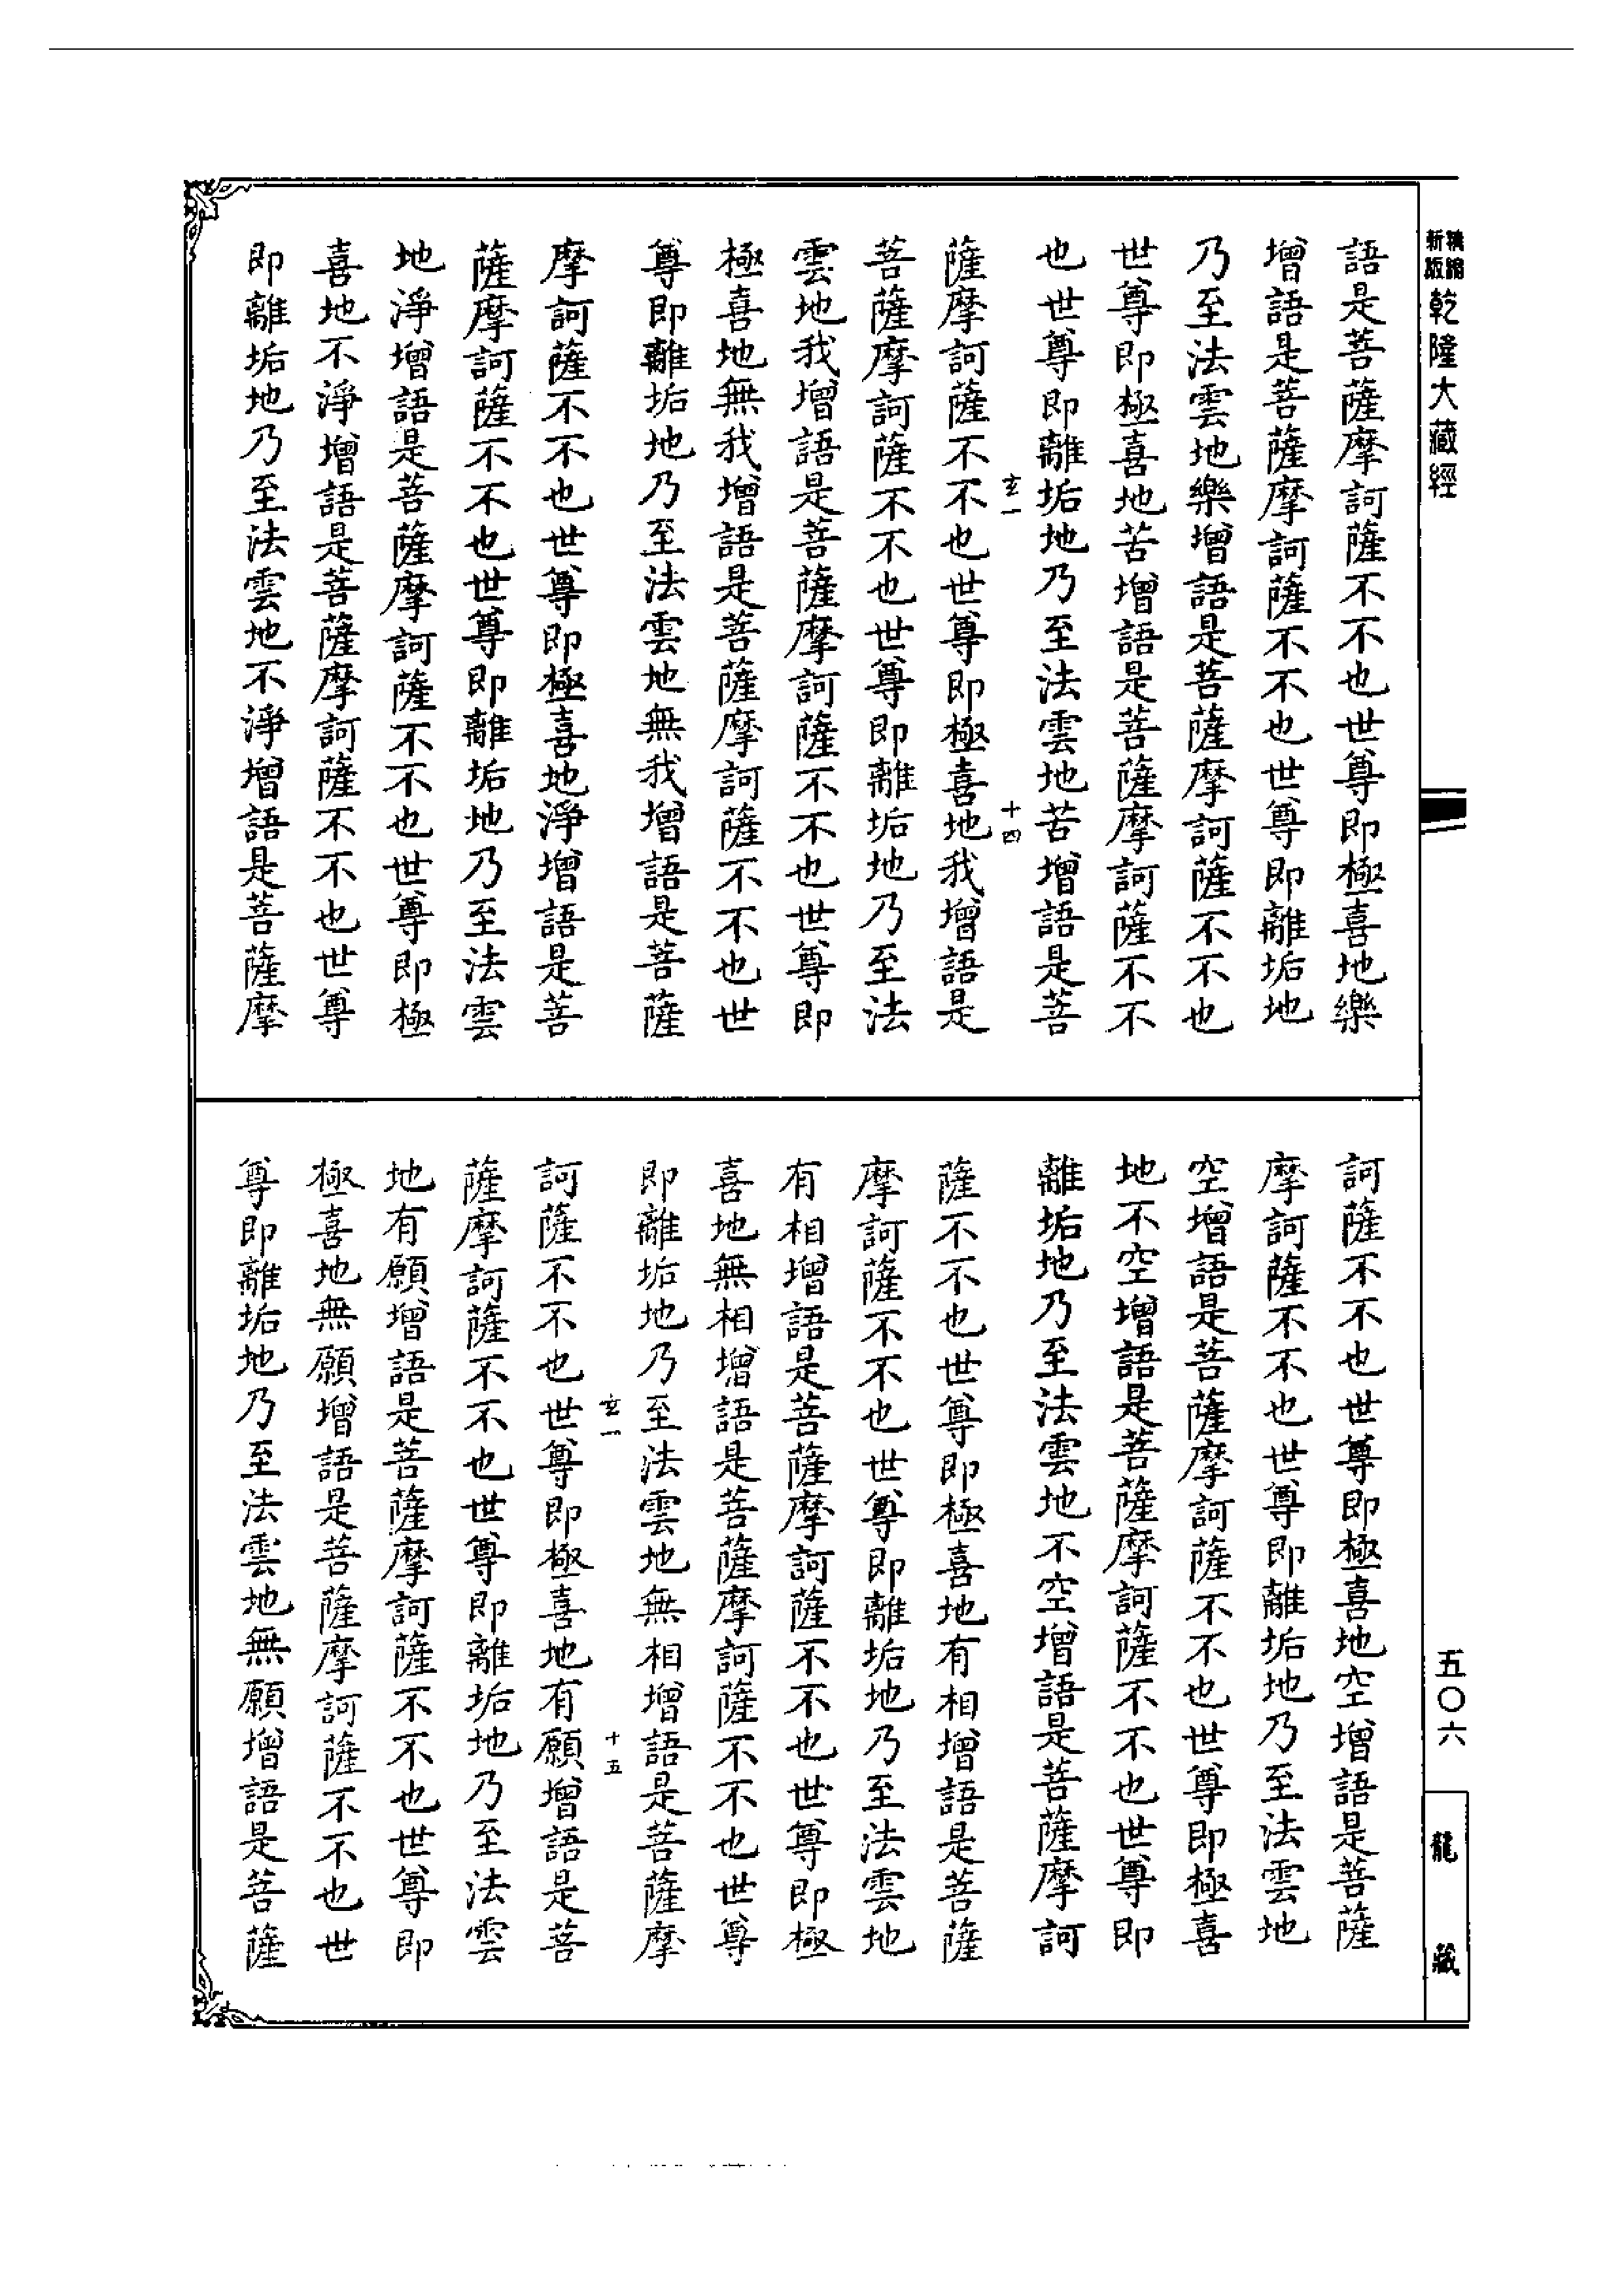 新版精縮乾隆大藏經
語是菩薩摩訶薩不不也世尊即極喜地樂
增語是菩薩摩訶薩不不也世尊即離垢地
乃至法雲地樂增語是菩薩摩訶薩不不也
世尊即極喜地苦增語是菩薩摩訶薩不不
也世尊即離垢地乃至法雲地苦增語是菩
玄一 十四
薩摩訶薩不不也世尊即極喜地我增語是
菩薩摩訶薩不不也世尊即離垢地乃至法
雲地我增語是菩薩摩訶薩不不也世尊即
極喜地無我增語是菩薩摩訶薩不不也世
尊即離垢地乃至法雲地無我增語是菩薩
摩訶薩不不也世尊即極喜地淨增語是菩
薩摩訶薩不不也世尊即離垢地乃至法雲
地淨增語是菩薩摩訶薩不不也世尊即極
喜地不淨增語是菩薩摩訶薩不不也世尊
即離垢地乃至法雲地不淨增語是菩薩摩
訶薩不不也世尊即極喜地空增語是菩薩
摩訶薩不不也世尊即離垢地乃至法雲地
空增語是菩薩摩訶薩不不也世尊即極喜
地不空增語是菩薩摩訶薩不不也世尊即
離垢地乃至法雲地不空增語是菩薩摩訶
薩不不也世尊即極喜地有相增語是菩薩
摩訶薩不不也世尊即離垢地乃至法雲地
有相增語是菩薩摩訶薩不不也世尊即極
喜地無相增語是菩薩摩訶薩不不也世尊
即離垢地乃至法雲地無相增語是菩薩摩
玄一 十五
訶薩不不也世尊即極喜地有願增語是菩
薩摩訶薩不不也世尊即離垢地乃至法雲
地有願增語是菩薩摩訶薩不不也世尊即
極喜地無願增語是菩薩摩訶薩不不也世
尊即離垢地乃至法雲地無願增語是菩薩
五〇六
龍藏